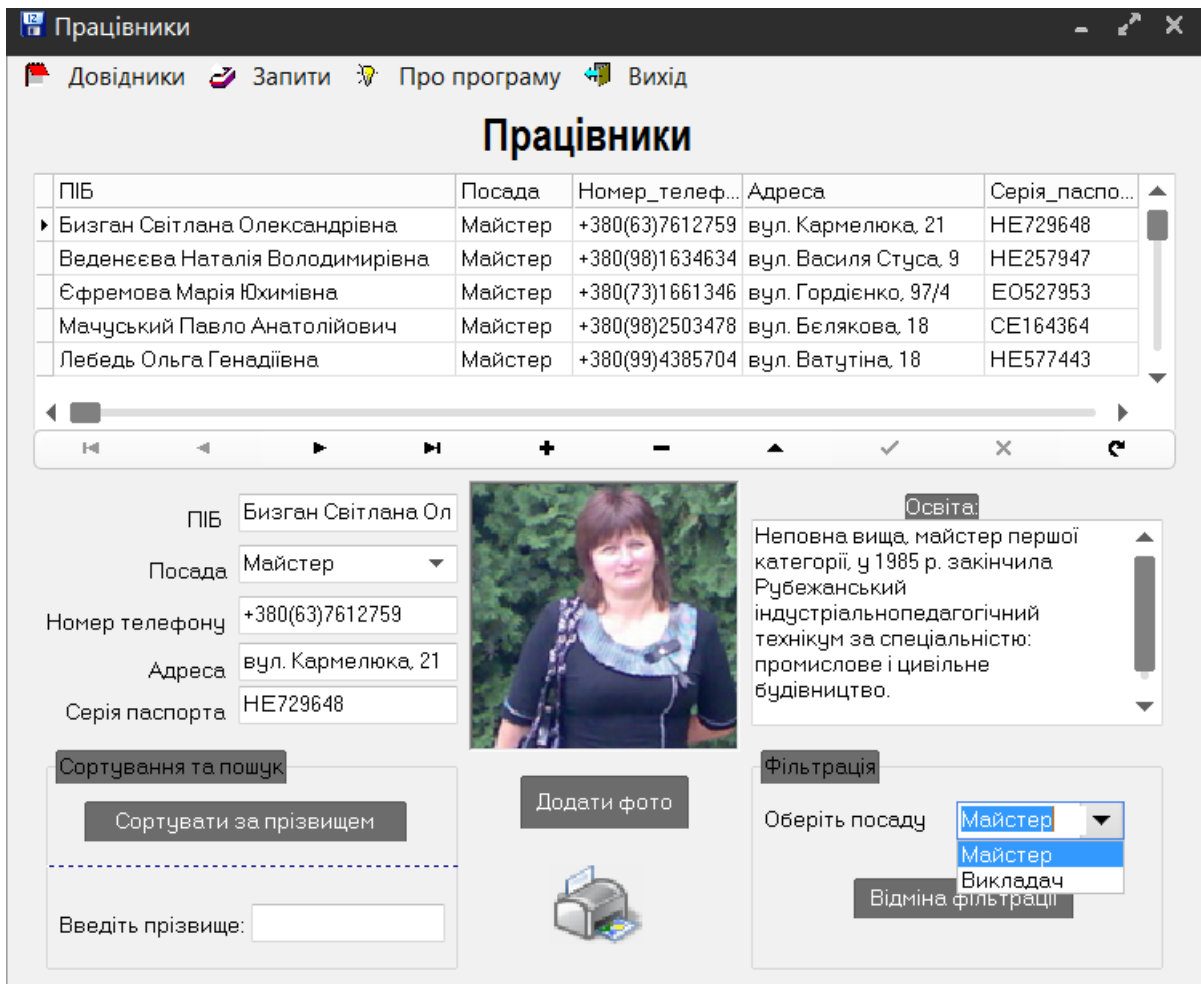 Працівники
Довідники Запити Про програму Вихід
Працівники
ПІБ Посада Номер_телеф... Адреса Серія_паспо...
Бизган Світлана Олександрівна Майстер +380(63)7612759 вул. Кармелюка, 21 НЕ729648
Веденєєва Наталія Володимирівна Майстер +380(98)1634634 вул. Василя Стуса, 9 НЕ257947
Єфремова Марія Юхимівна Майстер +380(73)1661346 вул. Гордієнко, 97/4 ЕО527953
Мачуський Павло Анатолійович Майстер +380(98)2503478 вул. Бєлякова, 18 СЕ164364
Лебедь Ольга Генадіївна Майстер +380(99)4385704 вул. Ватутіна, 18 НЕ577443
ПІБ Бизган Світлана Ол
Посада Майстер
Номер телефону +380(63)7612759
Адреса вул. Кармелюка, 21
Серія паспорта НЕ729648
Освіта:
Неповна вища, майстер першої
категорії, у 1985 р. закінчила
Рубежанський
індустріальнопедагогічний
технікум за спеціальністю:
промислове і цивільне
будівництво.
Сортування та пошук
Сортувати за прізвищем
Введіть прізвище:
Додати фото
Фільтрація
Оберіть посаду Майстер
Майстер
Викладач
Відміна фільтрації